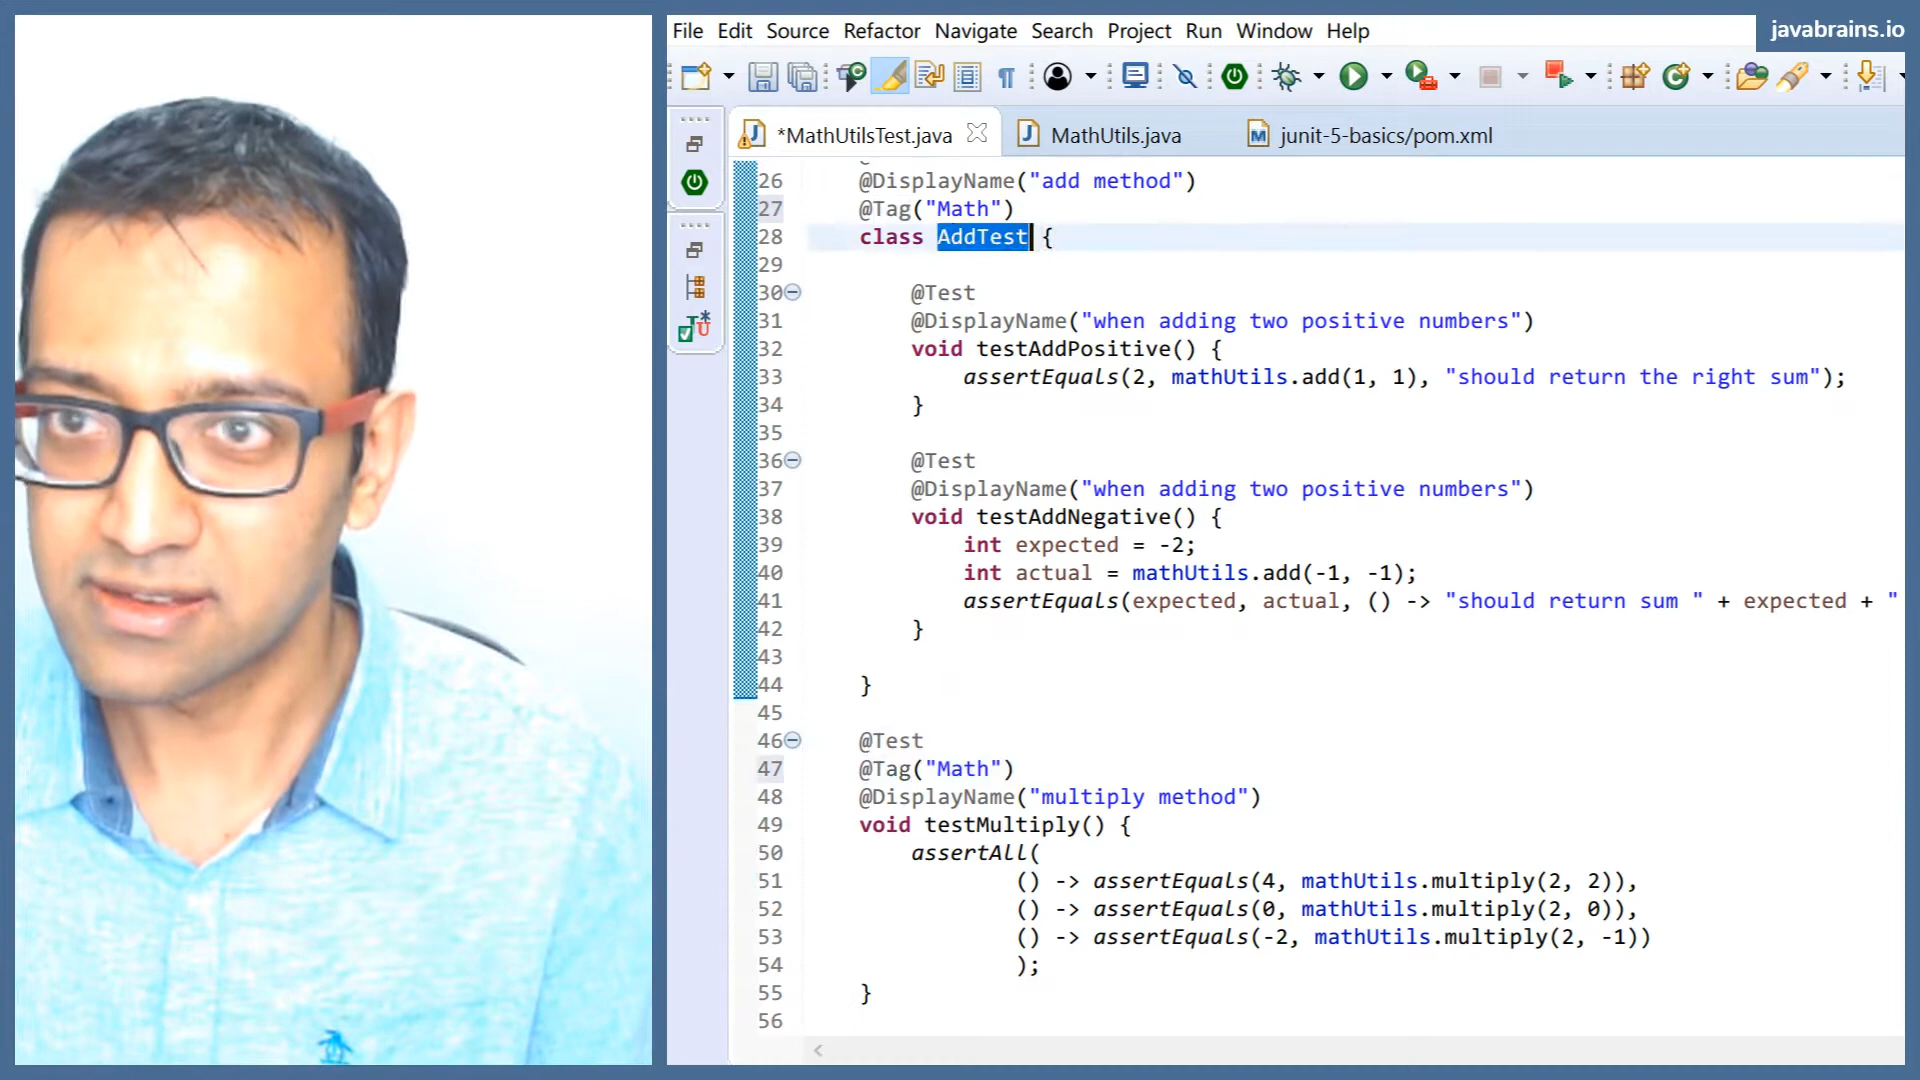 File Edit Source Refactor Navigate Search Project Run Window Help
javabrains.io
*MathUtilsTest.java MathUtils.java junit-5-basics/pom.xml
26 @DisplayName("add method")
27 @Tag("Math")
28 class AddTest {
29
30 @Test
31 @DisplayName("when adding two positive numbers")
32 void testAddPositive() {
33 assertEquals(2, mathUtils.add(1, 1), "should return the right sum");
34 }
35
36 @Test
37 @DisplayName("when adding two positive numbers")
38 void testAddNegative() {
39 int expected = -2;
40 int actual = mathUtils.add(-1, -1);
41 assertEquals(expected, actual, () -> "should return sum " + expected + "
42 }
43
44 }
45
46 @Test
47 @Tag("Math")
48 @DisplayName("multiply method")
49 void testMultiply() {
50 assertAll(
51 () -> assertEquals(4, mathUtils.multiply(2, 2)),
52 () -> assertEquals(0, mathUtils.multiply(2, 0)),
53 () -> assertEquals(-2, mathUtils.multiply(2, -1))
54 );
55 }
56